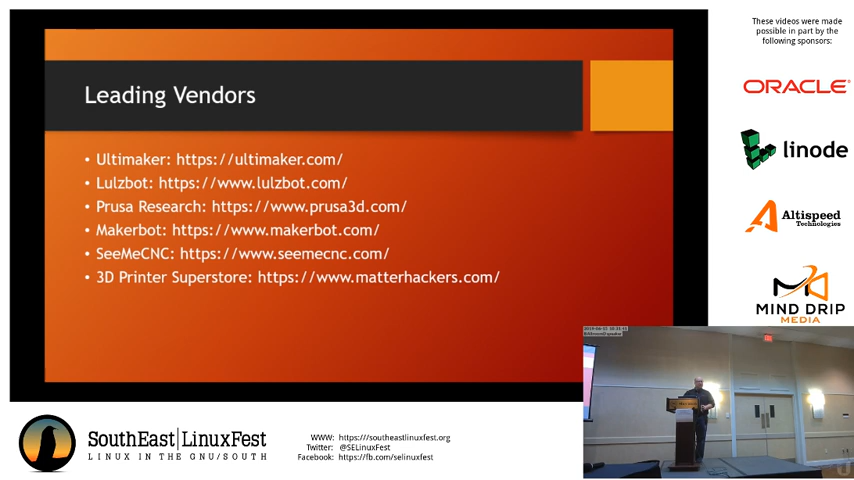 Leading Vendors
• Ultimaker: https://ultimaker.com/
• Lulzbot: https://www.lulzbot.com/
• Prusa Research: https://www.prusa3d.com/
• Makerbot: https://www.makerbot.com/
• SeeMeCNC: https://www.seemecnc.com/
• 3D Printer Superstore: https://www.matterhackers.com/
These videos were made
possible in part by the
following sponsors:
ORACLE
linode
Altispeed
Technologies
MIND DRIP
MEDIA
SouthEast|LinuxFest
LINUX IN THE GNU/SOUTH
WWW: https:///southeastlinuxfest.org
Twitter: @SELinuxFest
Facebook: https://fb.com/selinuxfest